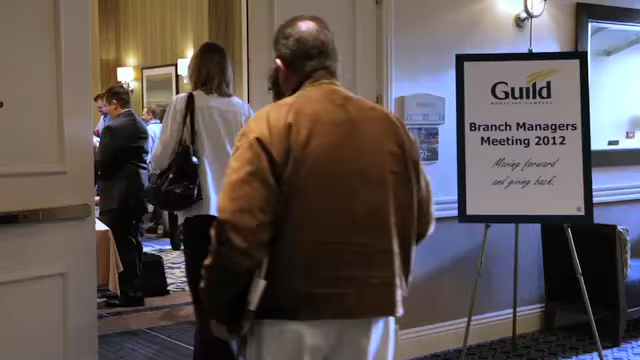 Guild
MORTGAGE COMPANY
Branch Managers
Meeting 2012
Moving forward
and giving back.